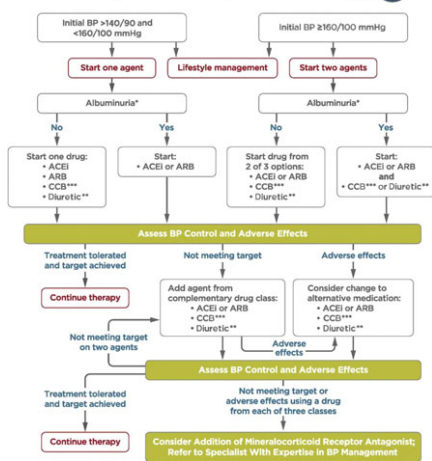 Initial BP >140/90 and
<160/100 mmHg
Initial BP ≥160/100 mmHg
Start one agent
Lifestyle management
Start two agents
Albuminuria*
Albuminuria*
No
Yes
No
Yes
Start one drug:
• ACEi
• ARB
• CCB***
• Diuretic**
Start:
• ACEi or ARB
Start drug from
2 of 3 options:
• ACEi or ARB
• CCB***
• Diuretic**
Start:
• ACEi or ARB
and
• CCB*** or Diuretic**
Assess BP Control and Adverse Effects
Treatment tolerated
and target achieved
Not meeting target
Adverse effects
Continue therapy
Add agent from
complementary drug class:
• ACEi or ARB
• CCB***
• Diuretic**
Consider change to
alternative medication:
• ACEi or ARB
• CCB***
• Diuretic**
Not meeting target
on two agents
Adverse
effects
Assess BP Control and Adverse Effects
Treatment tolerated
and target achieved
Not meeting target or
adverse effects using a drug
from each of three classes
Continue therapy
Consider Addition of Mineralocorticoid Receptor Antagonist;
Refer to Specialist With Expertise in BP Management